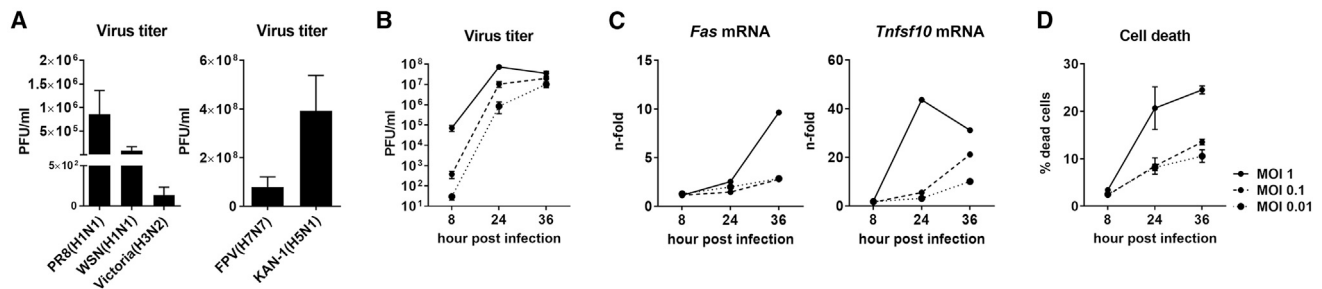 A
Virus titer
PFU/ml
2×10⁶
1.5×10⁶
1×10⁶
5×10⁵
5×10²
0
PR8(H1N1)
WSN(H1N1)
Victoria(H3N2)
Virus titer
PFU/ml
6×10⁸
4×10⁸
2×10⁸
0
FPV(H7N7)
KAN-1(H5N1)
B
Virus titer
PFU/ml
10⁸
10⁷
10⁶
10⁵
10⁴
10³
10²
10¹
8 24 36
hour post infection
C
Fas mRNA
n-fold
15
10
5
0
8 24 36
hour post infection
Tnfsf10 mRNA
n-fold
60
40
20
0
8 24 36
hour post infection
D
Cell death
% dead cells
30
20
10
0
8 24 36
hour post infection
MOI 1
MOI 0.1
MOI 0.01